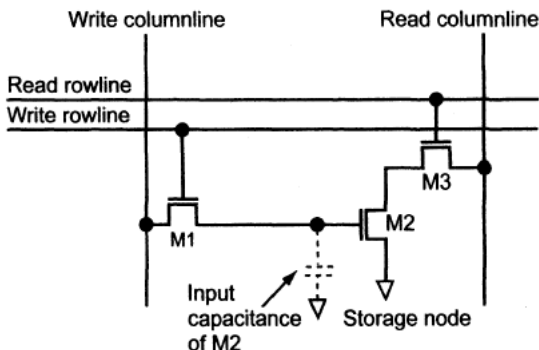 Write columnline
Read columnline
Read rowline
Write rowline
M3
M1
M2
Input
capacitance
of M2
Storage node